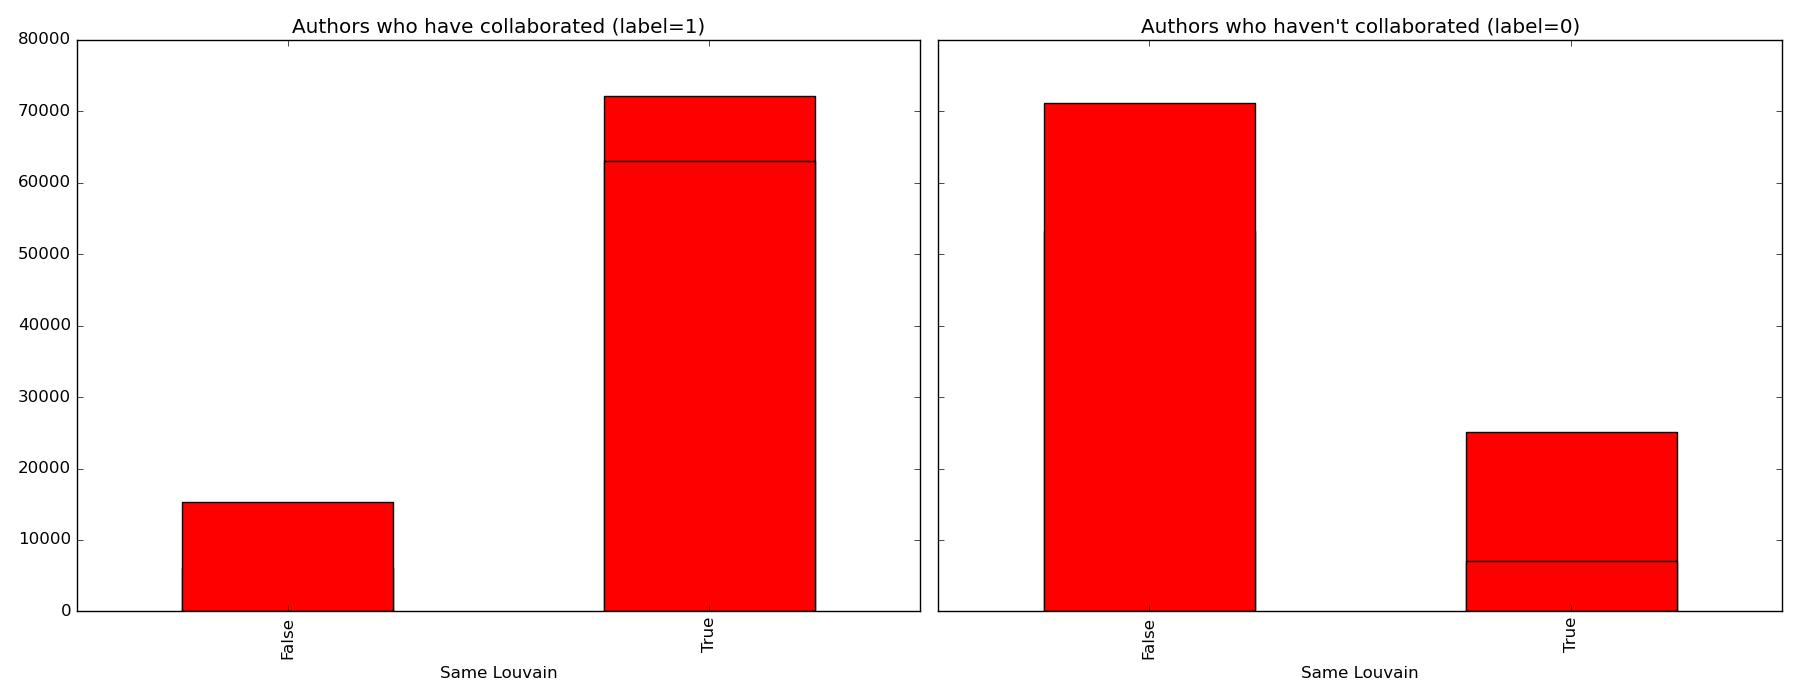 Authors who have collaborated (label=1)
Authors who haven't collaborated (label=0)
80000
70000
60000
50000
40000
30000
20000
10000
0
False
True
False
True
Same Louvain
Same Louvain